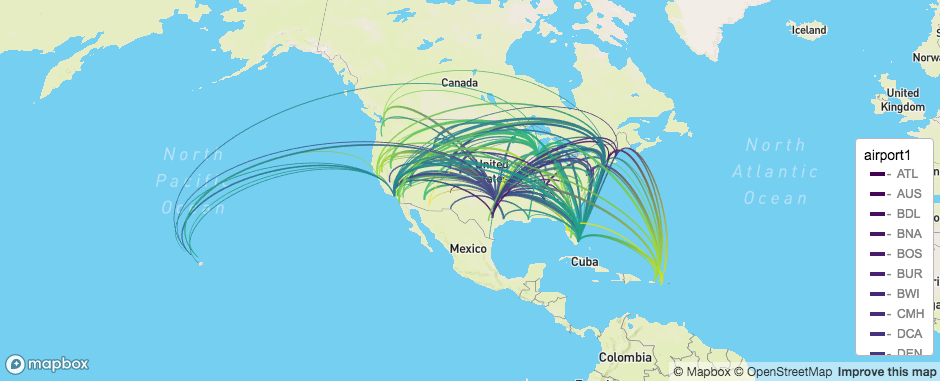 Iceland
Norw
Canada
United
Kingdom
North
Pacific
Ocean
United
North
Atlantic
Ocean
Mexico
Cuba
Colombia
airport1
ATL
AUS
BDL
BNA
BOS
BUR
BWI
CMH
DCA
DEN
mapbox
© Mapbox © OpenStreetMap Improve this map